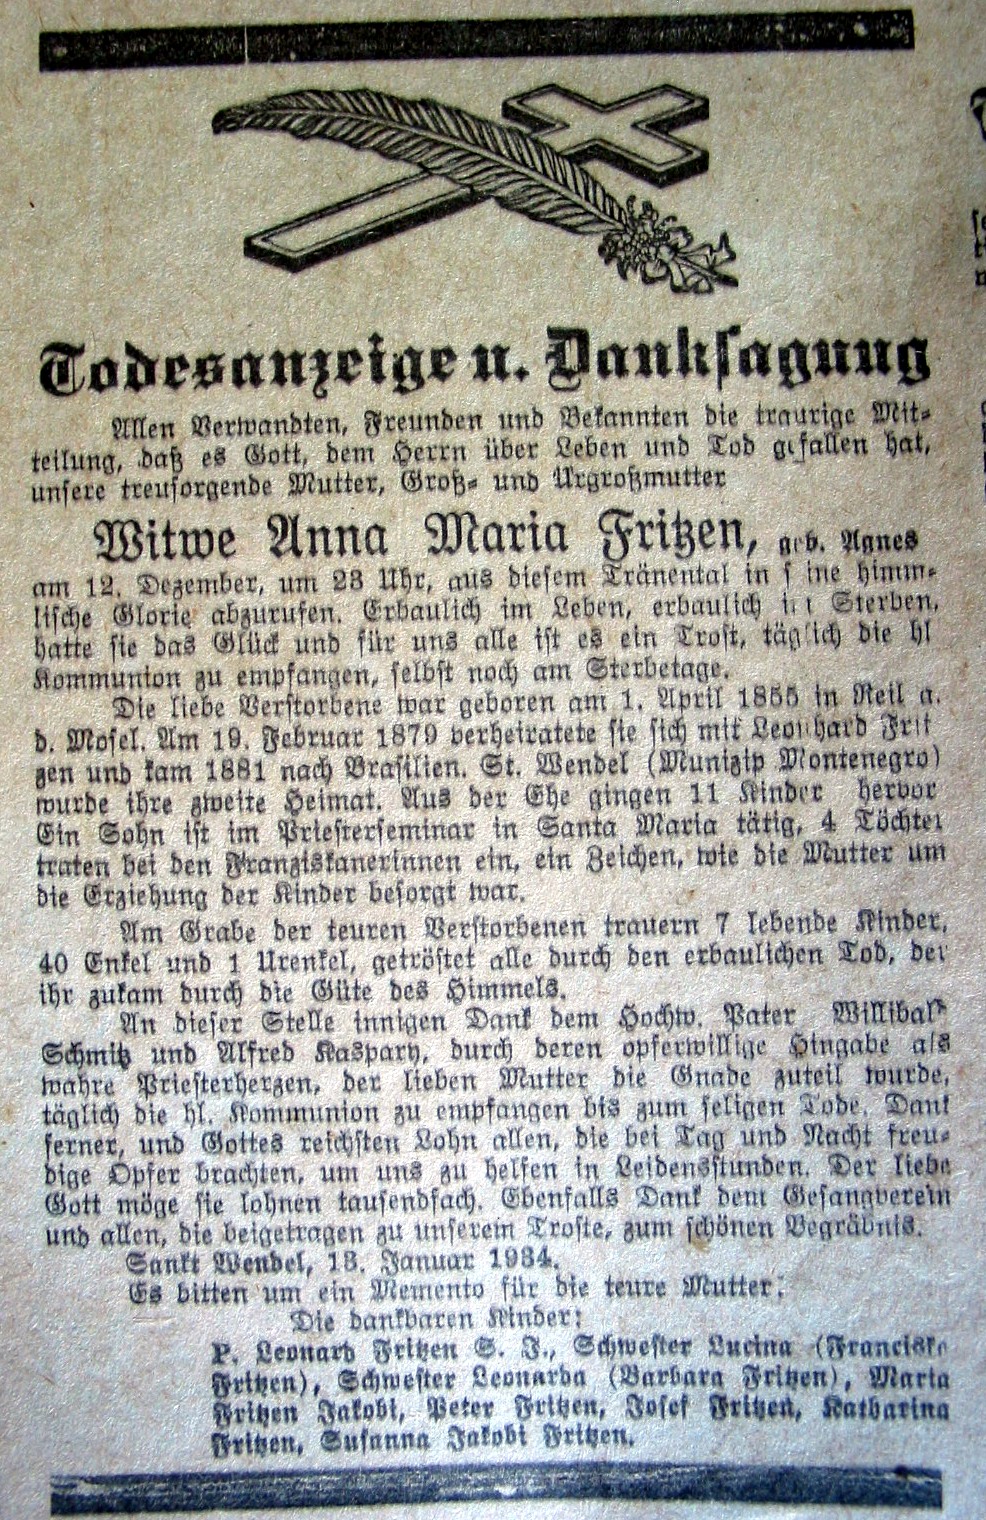 Todesanzeige u. Danksagung
Allen Verwandten, Freunden und Bekannten die traurige Mit-
teilung, daß es Gott, dem Herrn über Leben und Tod gefallen hat,
unsere treusorgende Mutter, Groß- und Urgroßmutter
Witwe Anna Maria Fritzen, geb. Agnes
am 12. Dezember, um 23 Uhr, aus diesem Tränental in seine himm-
lische Glorie abzurufen. Erbaulich im Leben, erbaulich im Sterben,
hatte sie das Glück und für uns alle ist es ein Trost, täglich die hl
Kommunion zu empfangen, selbst noch am Sterbetage.
Die liebe Verstorbene war geboren am 1. April 1855 in Reil a.
d. Mosel. Am 19. Februar 1879 verheiratete sie sich mit Leonhard Frit
zen und kam 1881 nach Brasilien. St. Wendel (Munizip Montenegro)
wurde ihre zweite Heimat. Aus der Ehe gingen 11 Kinder hervor
Ein Sohn ist im Priesterseminar in Santa Maria tätig, 4 Töchter
traten bei den Franziskanerinnen ein, ein Zeichen, wie die Mutter um
die Erziehung der Kinder besorgt war.
Am Grabe der teuren Verstorbenen trauern 7 lebende Kinder,
40 Enkel und 1 Urenkel, getröstet alle durch den erbaulichen Tod, der
ihr zukam durch die Güte des Himmels.
An dieser Stelle innigen Dank dem Hochw. Pater Willibald
Schmitz und Alfred Kaspary, durch deren opferwillige Hingabe als
wahre Priesterherzen, der lieben Mutter die Gnade zuteil wurde,
täglich die hl. Kommunion zu empfangen bis zum seligen Tode. Dank
ferner, und Gottes reichsten Lohn allen, die bei Tag und Nacht freu-
dige Opfer brachten, um uns zu helfen in Leidensstunden. Der liebe
Gott möge sie lohnen tausendfach. Ebenfalls Dank dem Gesangverein
und allen, die beigetragen zu unserem Troste, zum schönen Begräbnis.
Sankt Wendel, 13. Januar 1934.
Es bitten um ein Memento für die teure Mutter:
Die dankbaren Kinder:
P. Leonard Fritzen S. J., Schwester Lucina (Franciska
Fritzen), Schwester Leonarda (Barbara Fritzen), Maria
Fritzen Jakobi, Peter Fritzen, Josef Fritzen, Katharina
Fritzen, Susanna Jakobi Fritzen.